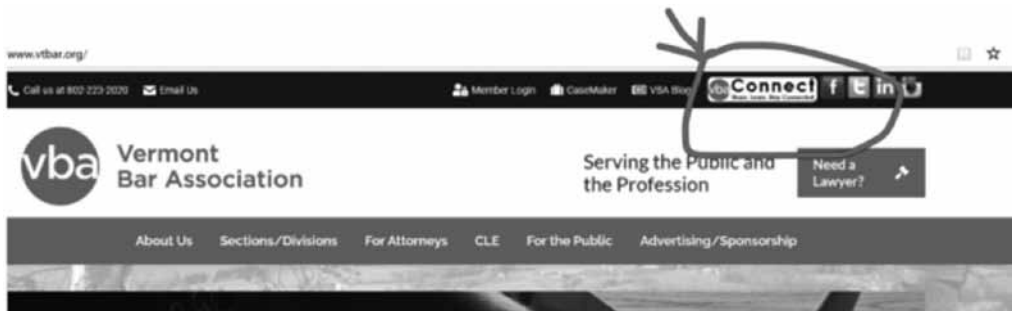 www.vtbar.org/
Call us at 802-223-2020 Email Us Member Login CaseMaker VBA Blog vba Connect f t in
vba Vermont Bar Association
Serving the Public and the Profession
Need a Lawyer?
About Us Sections/Divisions For Attorneys CLE For the Public Advertising/Sponsorship